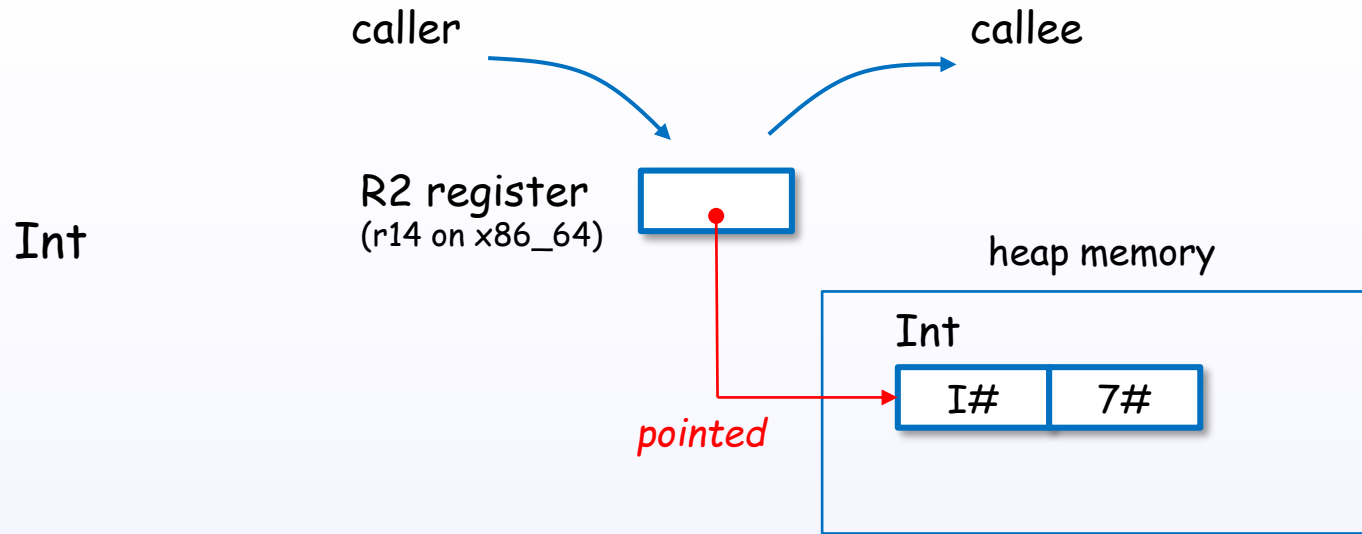 caller
callee
R2 register
(r14 on x86_64)
Int
heap memory
Int
I# 7#
pointed